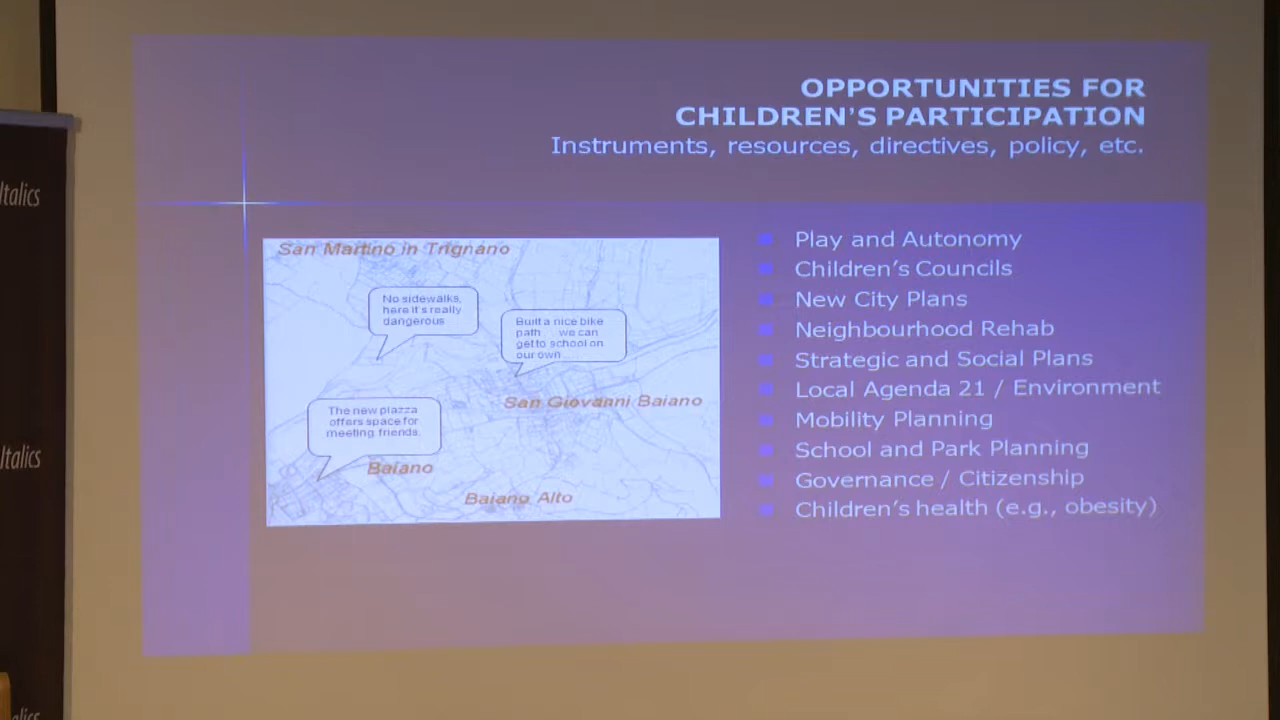 OPPORTUNITIES FOR
CHILDREN'S PARTICIPATION
Instruments, resources, directives, policy, etc.
San Martino in Trignano
No sidewalks,
here it's really
dangerous
Built a nice bike
path we can
get to school on
our own
San Giovanni Baiano
The new piazza
offers space for
meeting friends.
Baiano
Baiano Alto
Play and Autonomy
Children's Councils
New City Plans
Neighbourhood Rehab
Strategic and Social Plans
Local Agenda 21 / Environment
Mobility Planning
School and Park Planning
Governance / Citizenship
Children's health (e.g., obesity)
Italics
Italics
alics